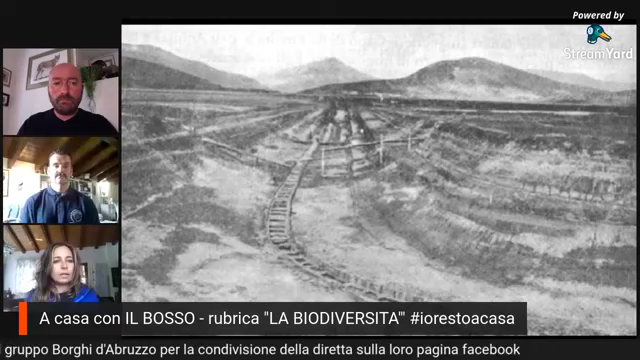 Powered by
StreamYard
A casa con IL BOSSO - rubrica "LA BIODIVERSITA'" #iorestoacasa
gruppo Borghi d'Abruzzo per la condivisione della diretta sulla loro pagina facebook